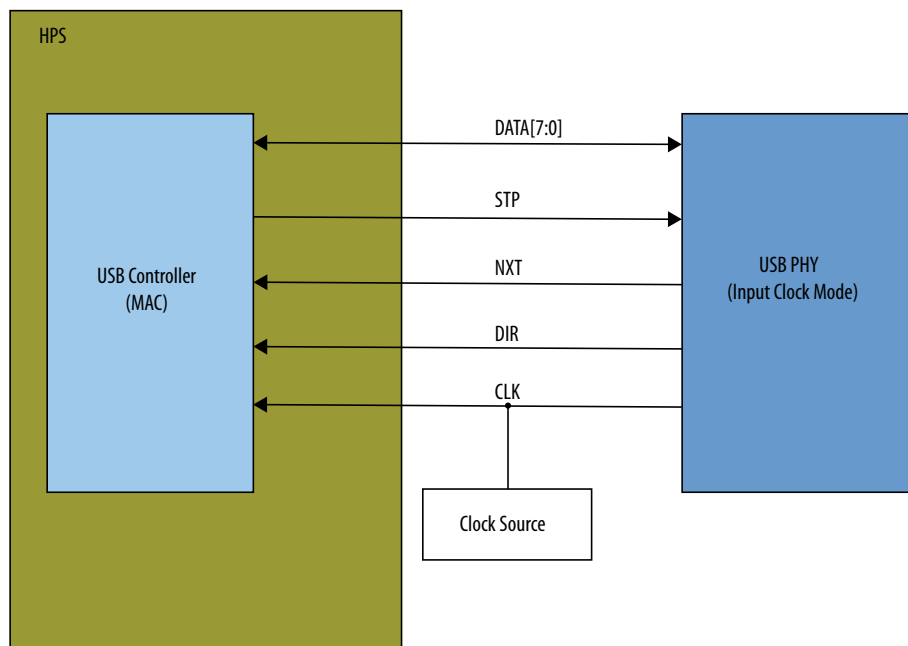 HPS
DATA[7:0]
STP
USB Controller
(MAC)
NXT
USB PHY
(Input Clock Mode)
DIR
CLK
Clock Source